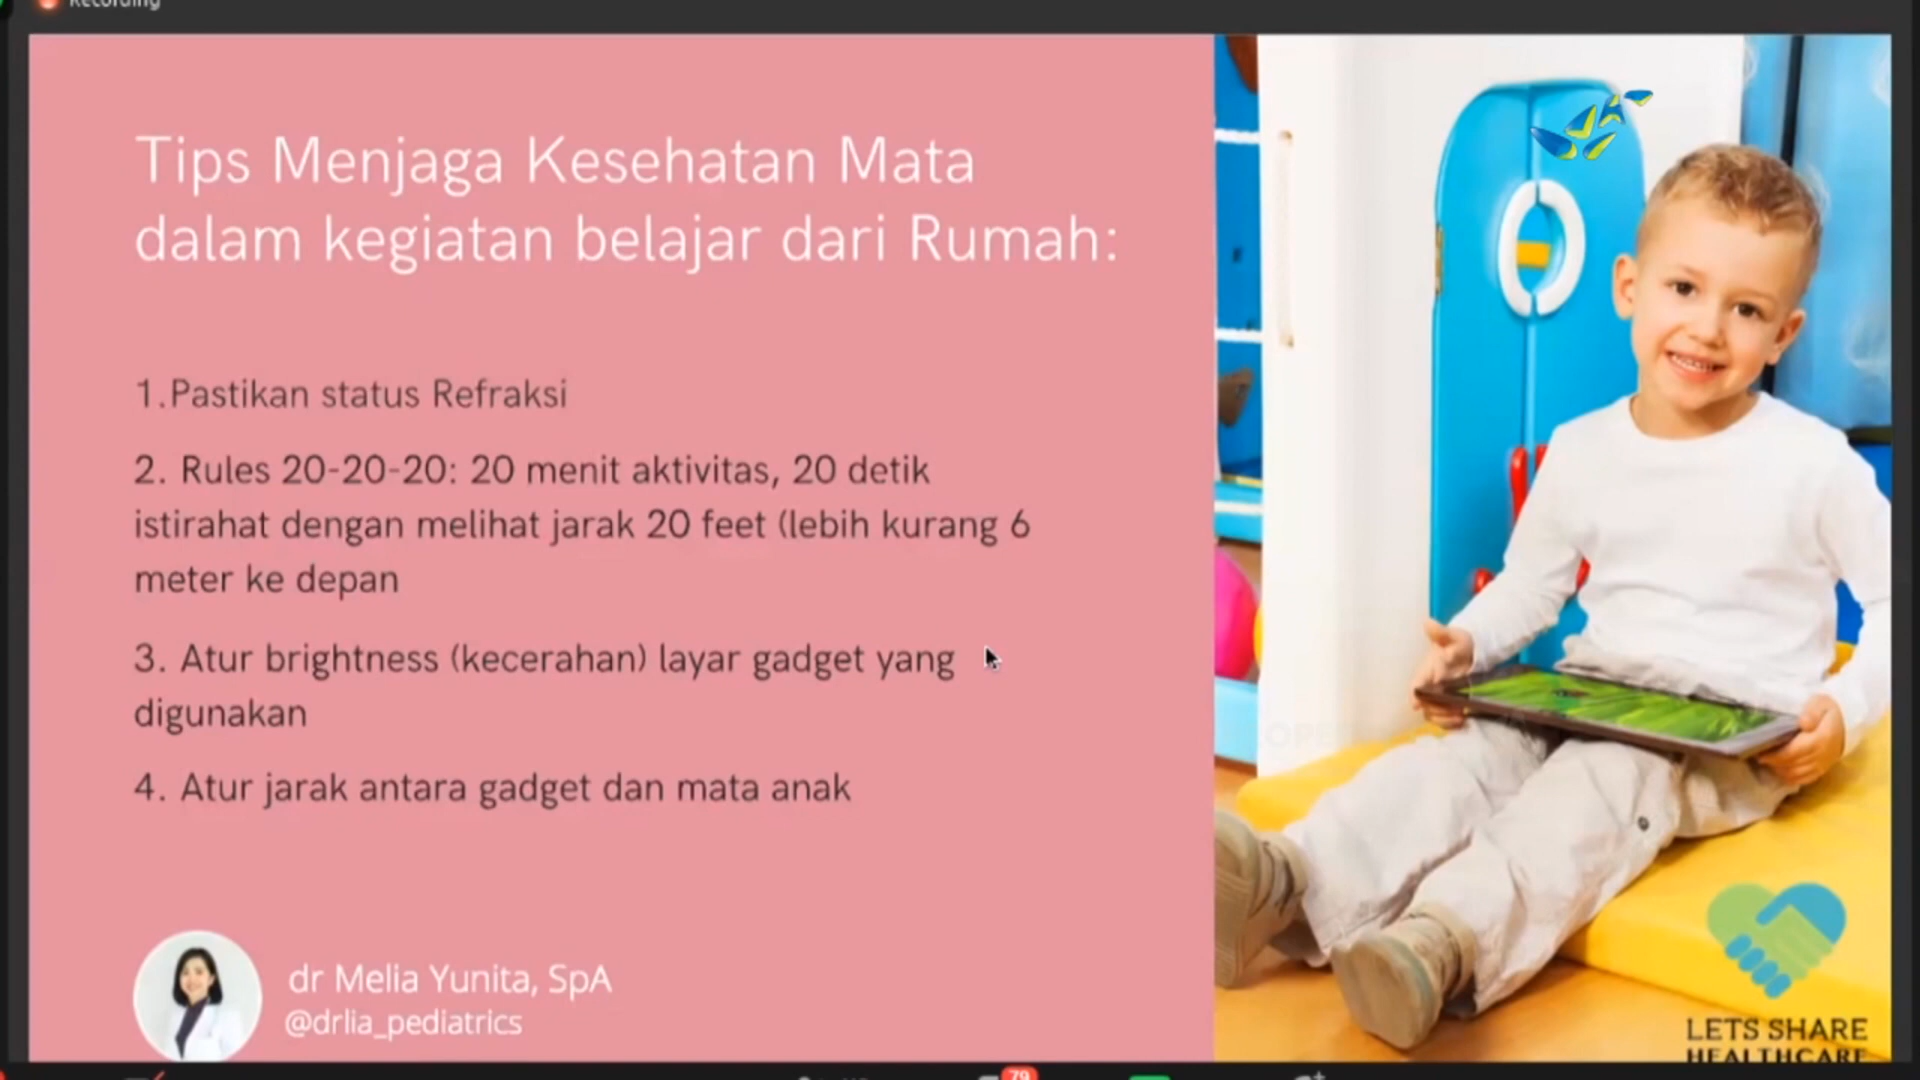 Recording
Tips Menjaga Kesehatan Mata
dalam kegiatan belajar dari Rumah:
1.Pastikan status Refraksi
2. Rules 20-20-20: 20 menit aktivitas, 20 detik
istirahat dengan melihat jarak 20 feet (lebih kurang 6
meter ke depan
3. Atur brightness (kecerahan) layar gadget yang
digunakan
4. Atur jarak antara gadget dan mata anak
dr Melia Yunita, SpA
@drlia_pediatrics
LETS SHARE
HEALTHCARE
79